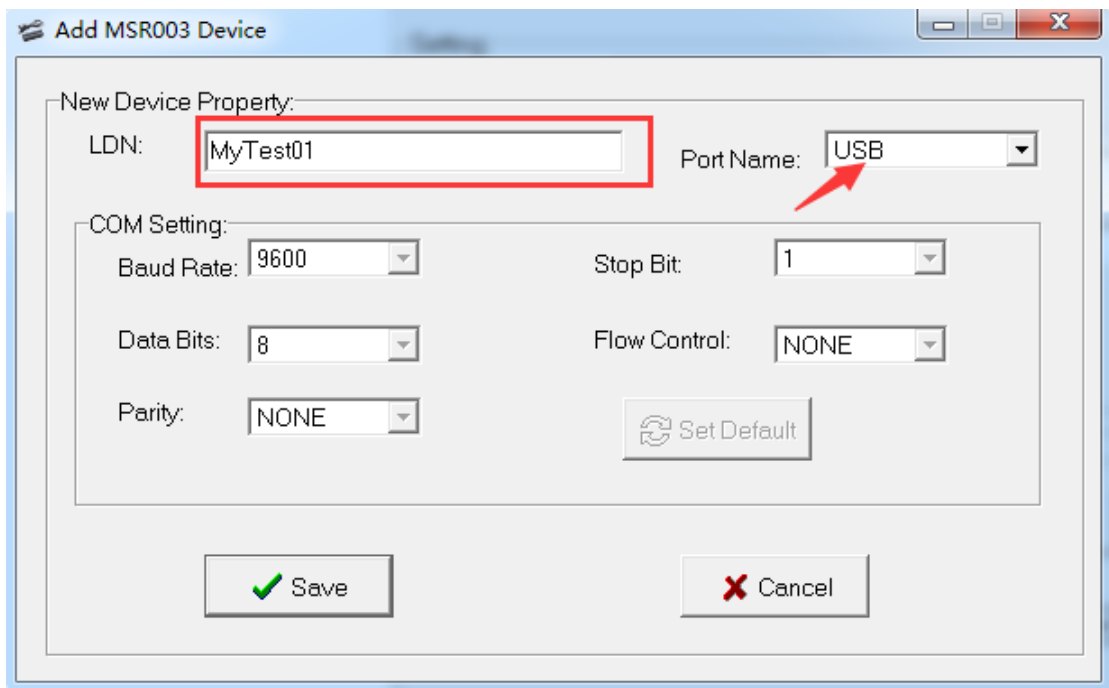 Add MSR003 Device
Setting
New Device Property:
LDN: MyTest01 Port Name: USB
COM Setting:
Baud Rate: 9600 Stop Bit: 1
Data Bits: 8 Flow Control: NONE
Parity: NONE Set Default
Save Cancel